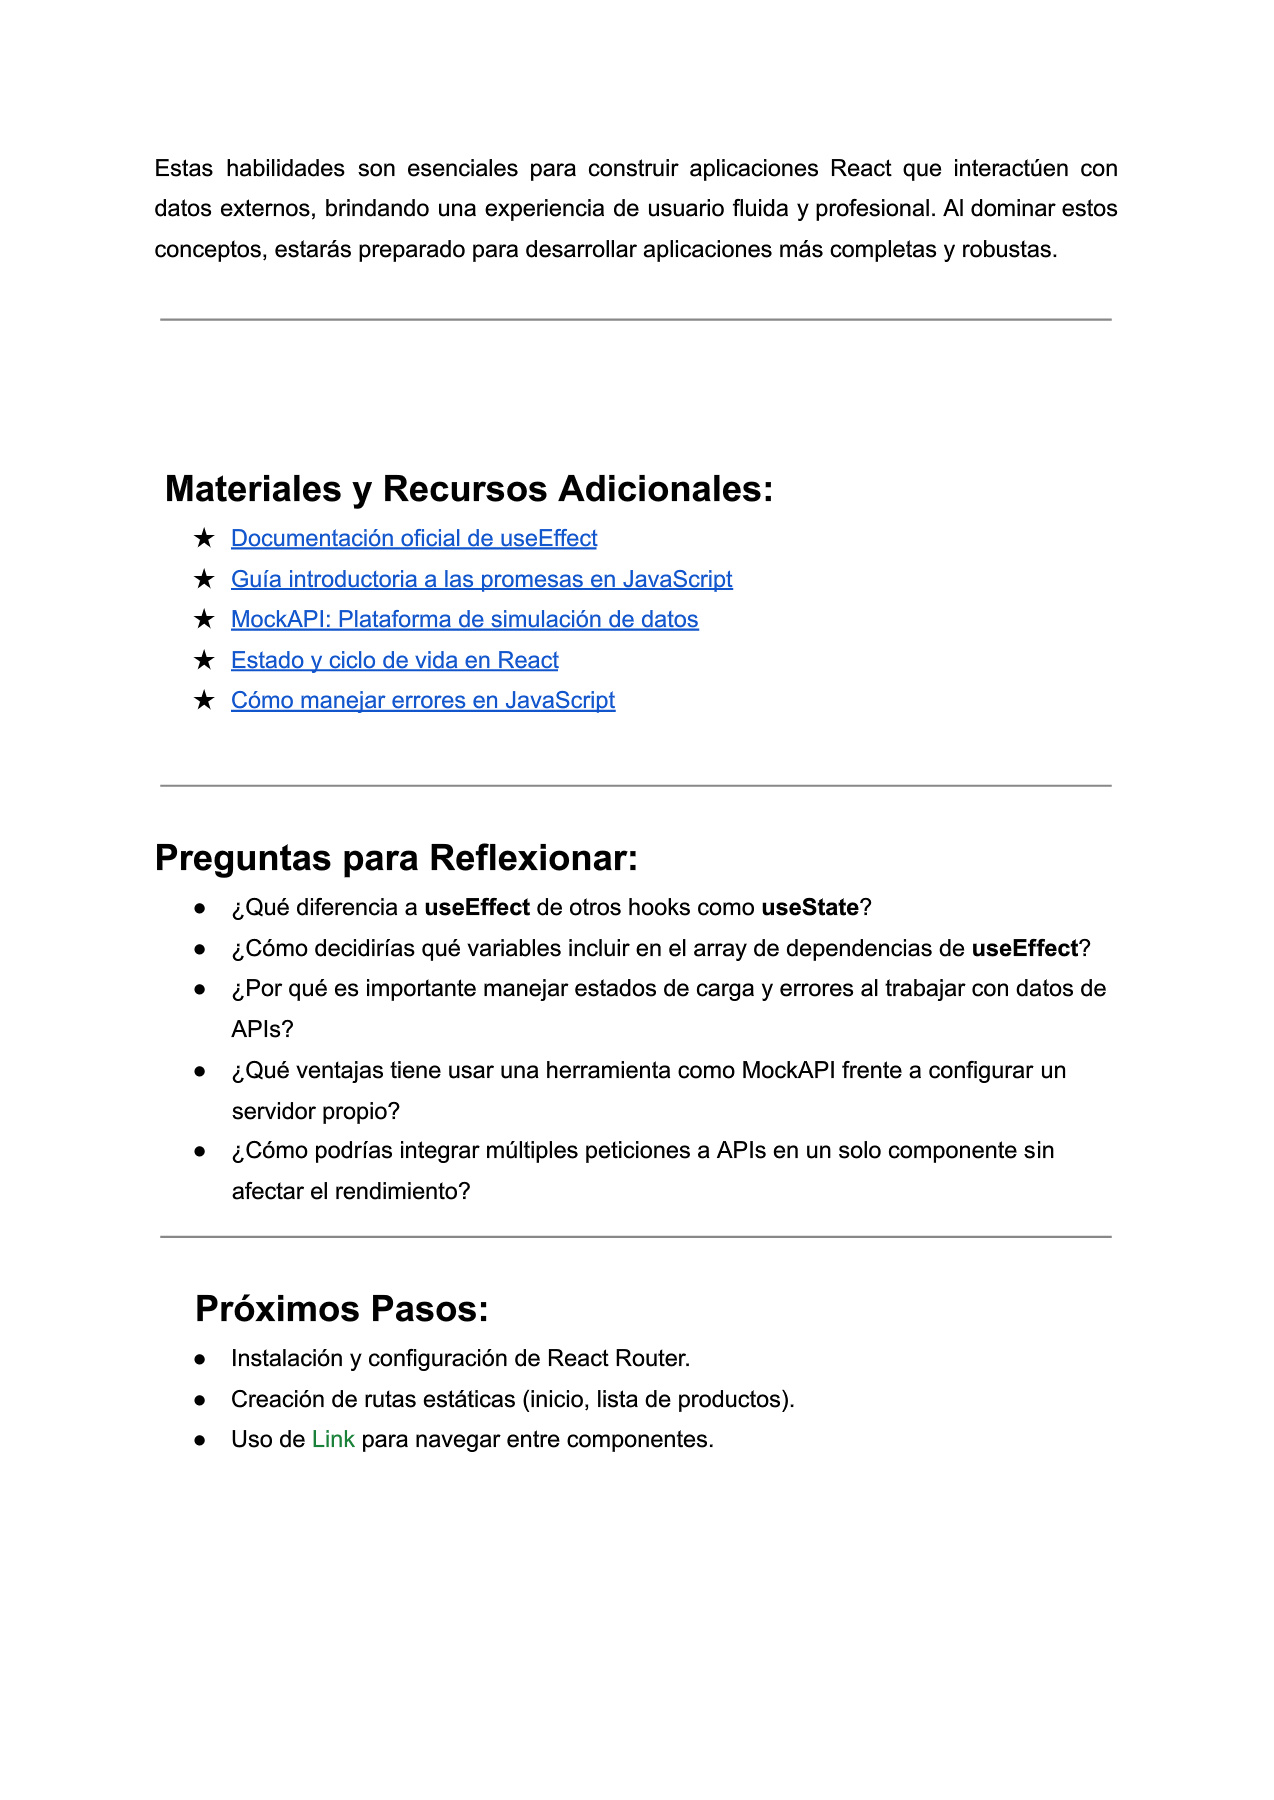 Estas habilidades son esenciales para construir aplicaciones React que interactúen con
datos externos, brindando una experiencia de usuario fluida y profesional. Al dominar estos
conceptos, estarás preparado para desarrollar aplicaciones más completas y robustas.
Materiales y Recursos Adicionales:
★ Documentación oficial de useEffect
★ Guía introductoria a las promesas en JavaScript
★ MockAPI: Plataforma de simulación de datos
★ Estado y ciclo de vida en React
★ Cómo manejar errores en JavaScript
Preguntas para Reflexionar:
● ¿Qué diferencia a useEffect de otros hooks como useState?
● ¿Cómo decidirías qué variables incluir en el array de dependencias de useEffect?
● ¿Por qué es importante manejar estados de carga y errores al trabajar con datos de
APIs?
● ¿Qué ventajas tiene usar una herramienta como MockAPI frente a configurar un
servidor propio?
● ¿Cómo podrías integrar múltiples peticiones a APIs en un solo componente sin
afectar el rendimiento?
Próximos Pasos:
● Instalación y configuración de React Router.
● Creación de rutas estáticas (inicio, lista de productos).
● Uso de Link para navegar entre componentes.